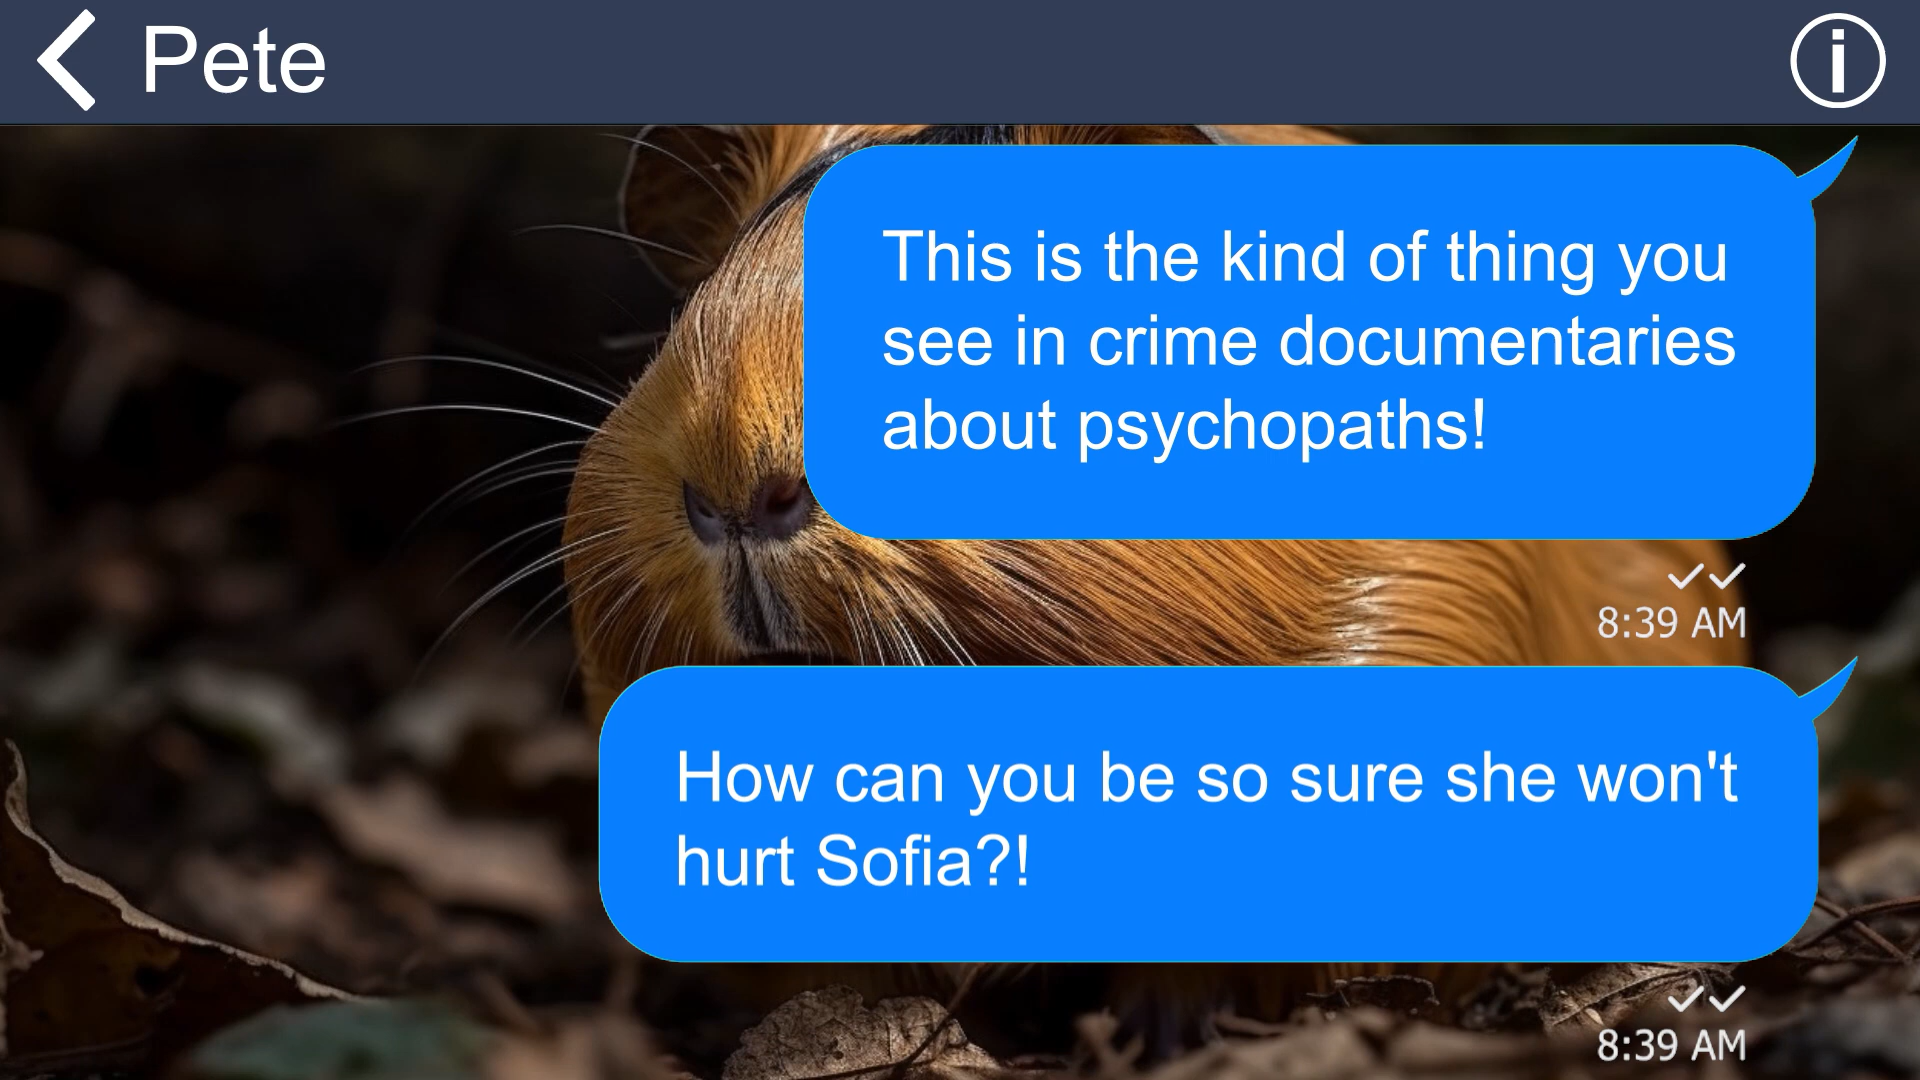 Pete
This is the kind of thing you
see in crime documentaries
about psychopaths!
8:39 AM
How can you be so sure she won't
hurt Sofia?!
8:39 AM